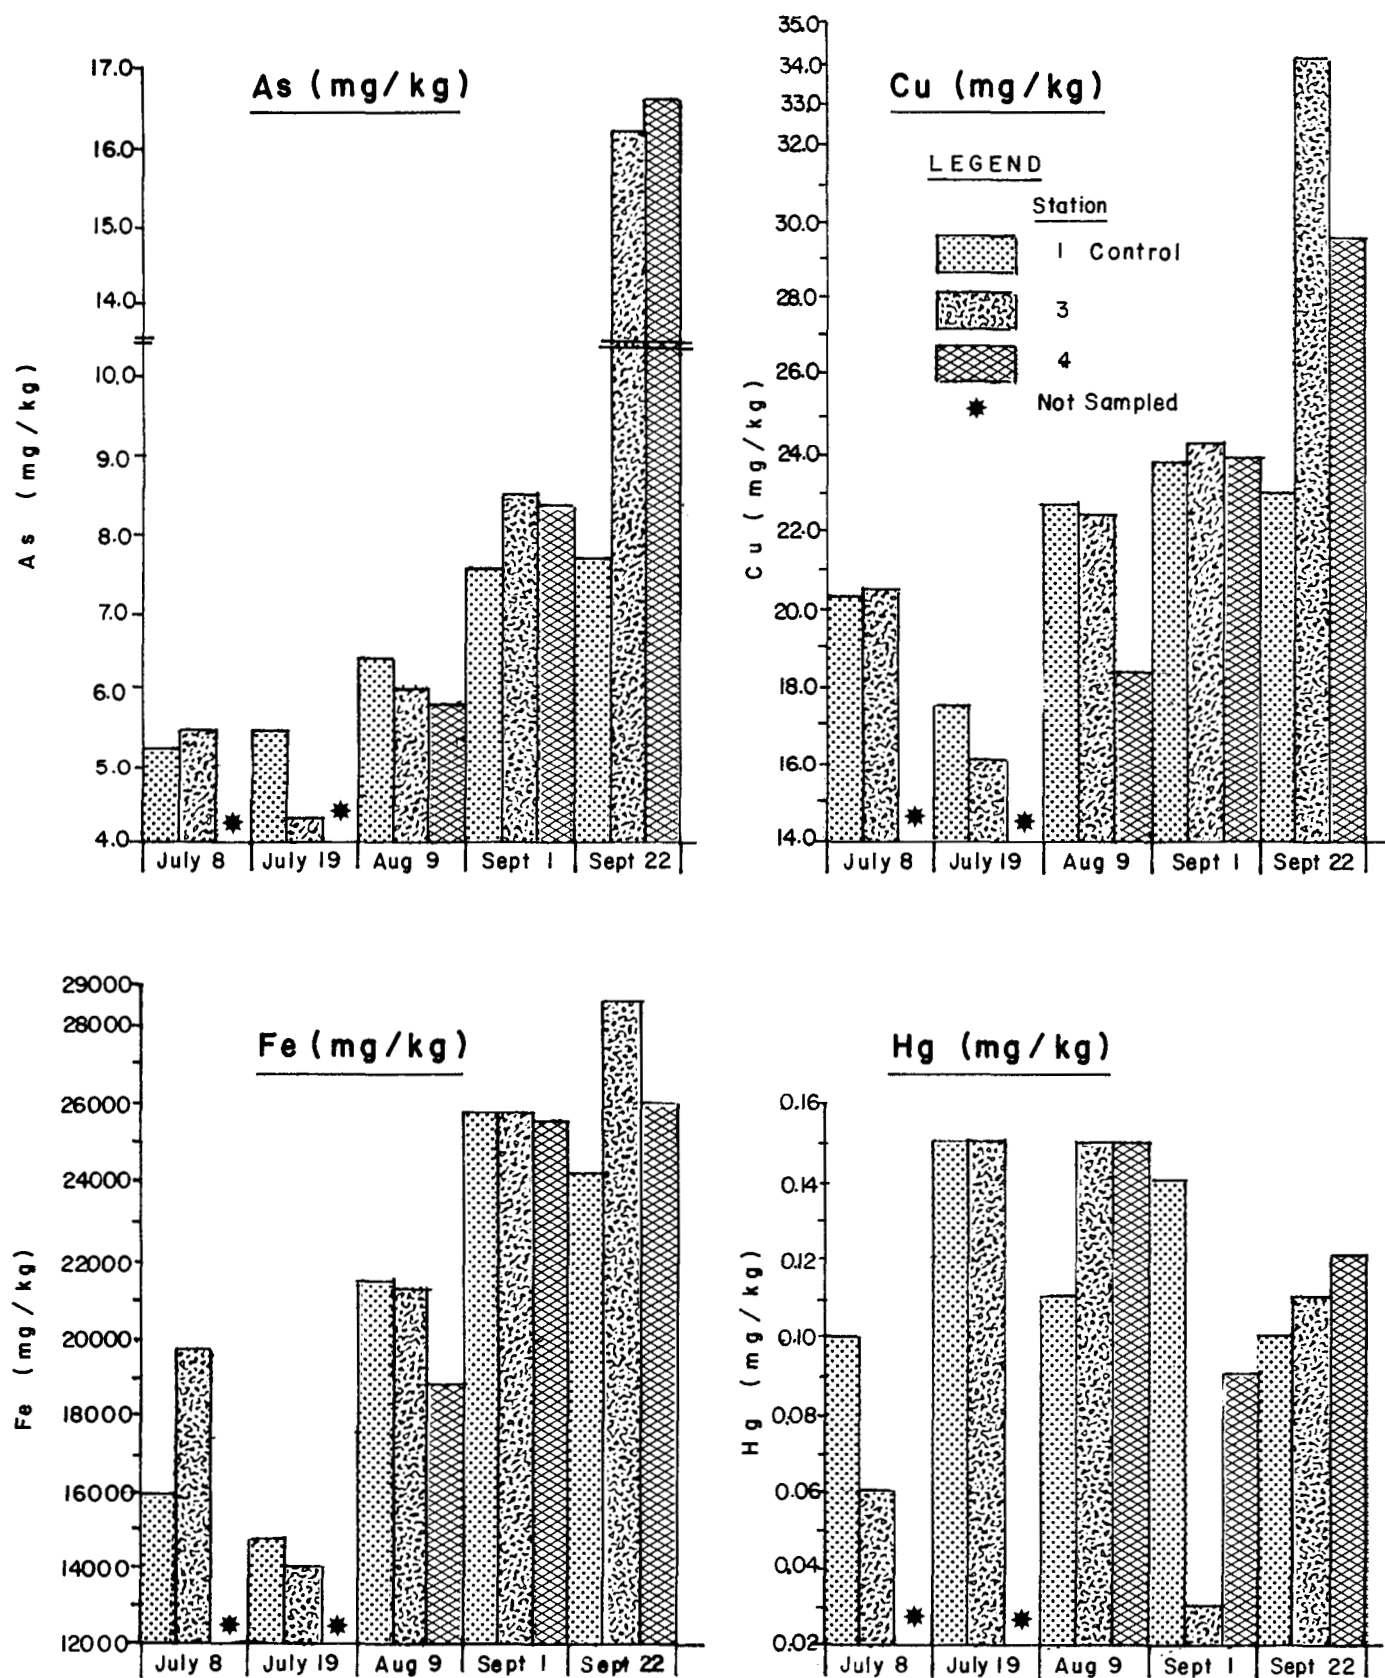 As (mg/kg)
As (mg/kg)
17.0
16.0
15.0
14.0
10.0
9.0
8.0
7.0
6.0
5.0
4.0
July 8
July 19
Aug 9
Sept 1
Sept 22
Cu (mg/kg)
Cu (mg/kg)
35.0
34.0
33.0
32.0
30.0
28.0
26.0
24.0
22.0
20.0
18.0
16.0
14.0
LEGEND
Station
1 Control
3
4
Not Sampled
July 8
July 19
Aug 9
Sept 1
Sept 22
Fe (mg/kg)
Fe (mg/kg)
29000
28000
26000
24000
22000
20000
18000
16000
14000
12000
July 8
July 19
Aug 9
Sept 1
Sept 22
Hg (mg/kg)
Hg (mg/kg)
0.16
0.14
0.12
0.10
0.08
0.06
0.04
0.02
July 8
July 19
Aug 9
Sept 1
Sept 22